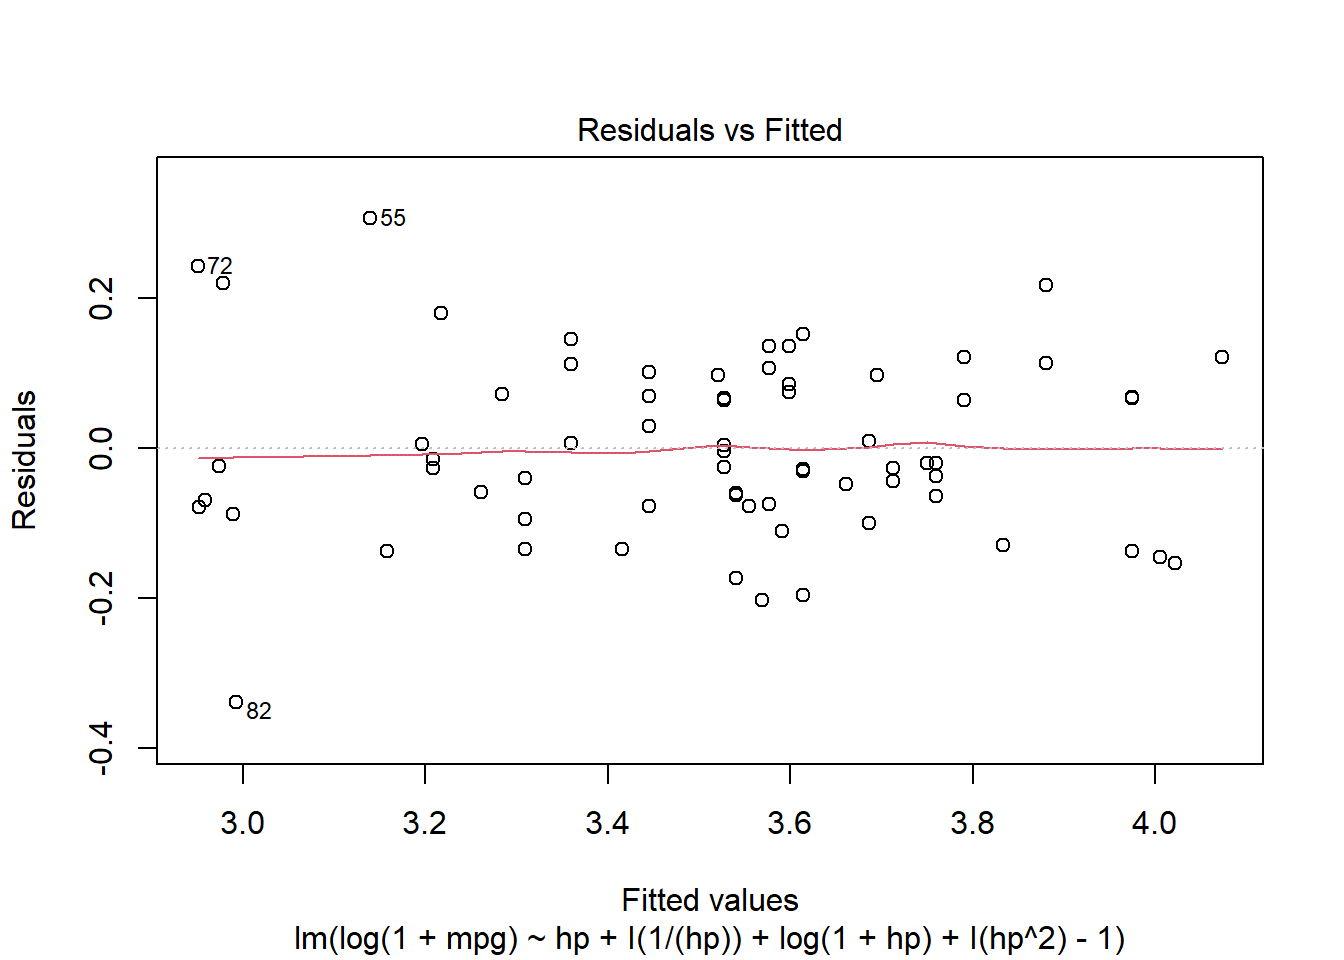 Residuals vs Fitted
55
72
82
Residuals
0.2
0.0
-0.2
-0.4
3.0 3.2 3.4 3.6 3.8 4.0
Fitted values
lm(log(1 + mpg) ~ hp + I(1/(hp)) + log(1 + hp) + I(hp^2) - 1)